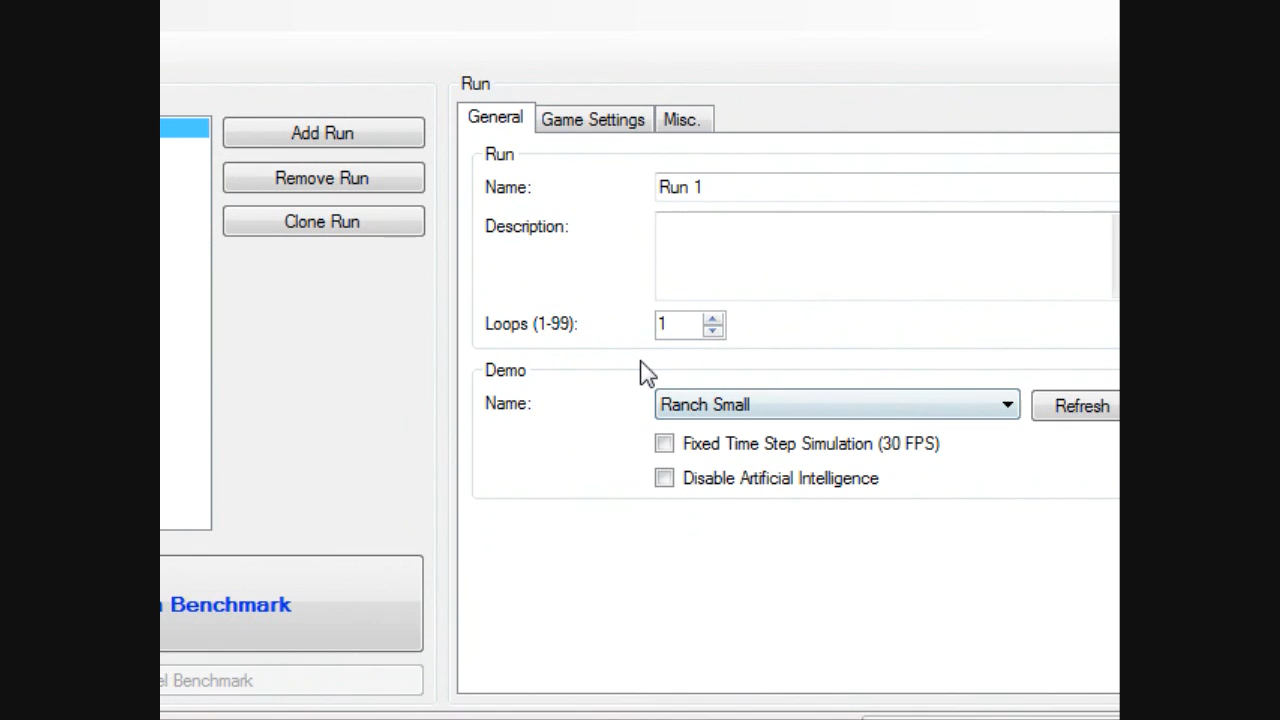 Run
General
Game Settings
Misc.
Add Run
Remove Run
Clone Run
Run
Name:
Run 1
Description:
Loops (1-99):
1
Demo
Name:
Ranch Small
Refresh
Fixed Time Step Simulation (30 FPS)
Disable Artificial Intelligence
Benchmark
Benchmark